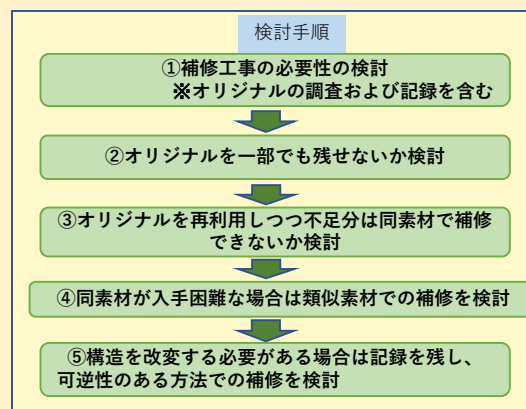 検討手順
①補修工事の必要性の検討
※オリジナルの調査および記録を含む
②オリジナルを一部でも残せないか検討
③オリジナルを再利用しつつ不足分は同素材で補修
できないか検討
④同素材が入手困難な場合は類似素材での補修を検討
⑤構造を改変する必要がある場合は記録を残し、
可逆性のある方法での補修を検討